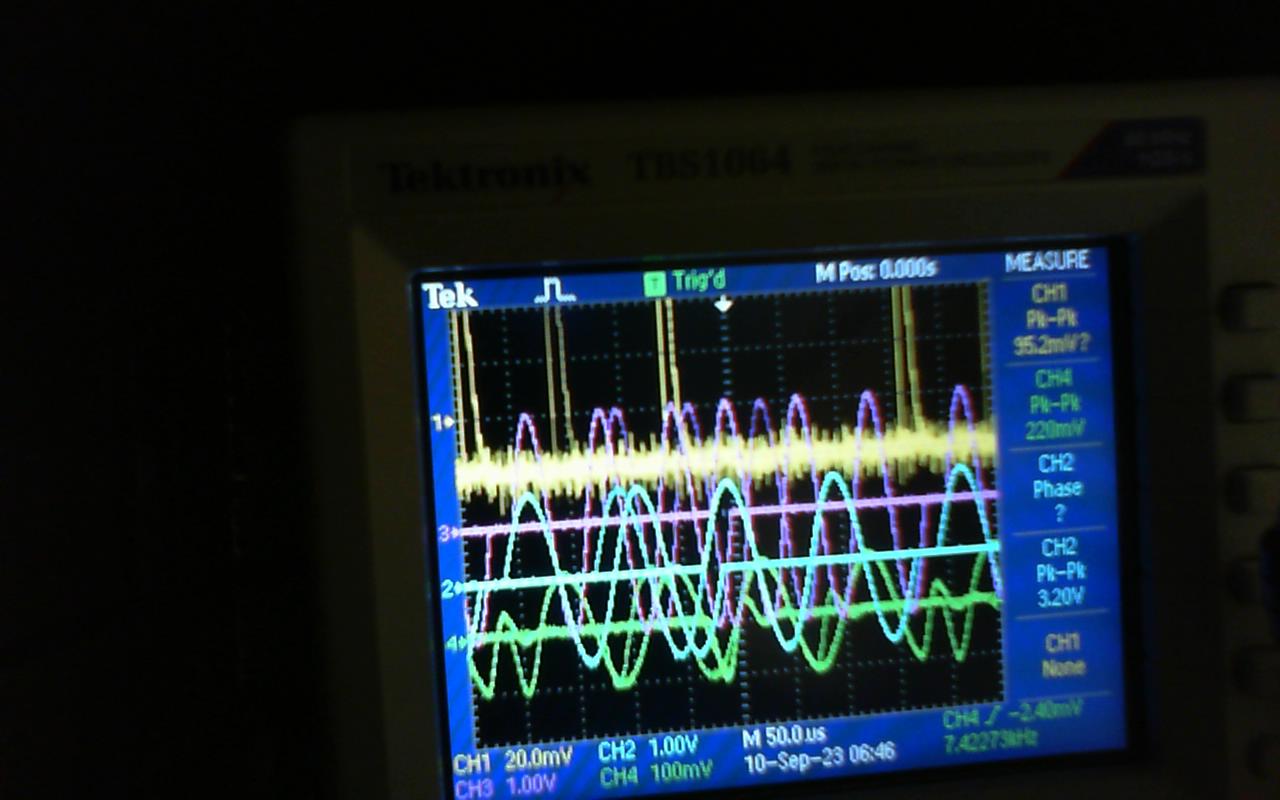 Tektronix TBS1064
Tek Trig'd M Pos: 0.000s MEASURE
CH1
Pk-Pk
95.2mV?
CH4
Pk-Pk
220mV
CH2
Phase
?
CH2
Pk-Pk
3.20V
CH1
None
1
3
2
4
CH1 20.0mV CH2 1.00V M 50.0us CH4 / -2.40mV
CH3 1.00V CH4 100mV 10-Sep-23 06:46 7.42273kHz